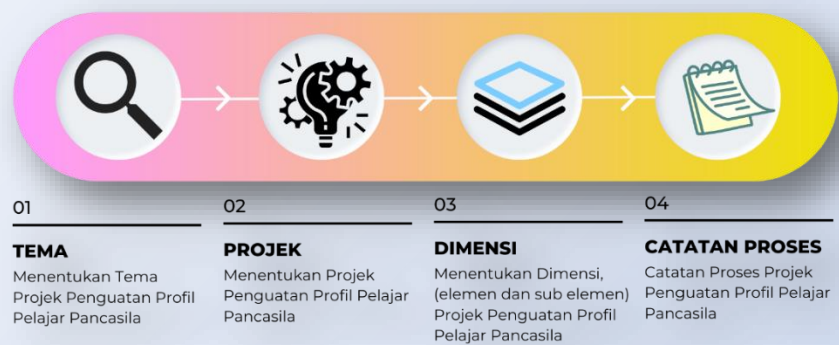 01
TEMA
Menentukan Tema
Projek Penguatan Profil
Pelajar Pancasila
02
PROJEK
Menentukan Projek
Penguatan Profil Pelajar
Pancasila
03
DIMENSI
Menentukan Dimensi,
(elemen dan sub elemen)
Projek Penguatan Profil
Pelajar Pancasila
04
CATATAN PROSES
Catatan Proses Projek
Penguatan Profil Pelajar
Pancasila